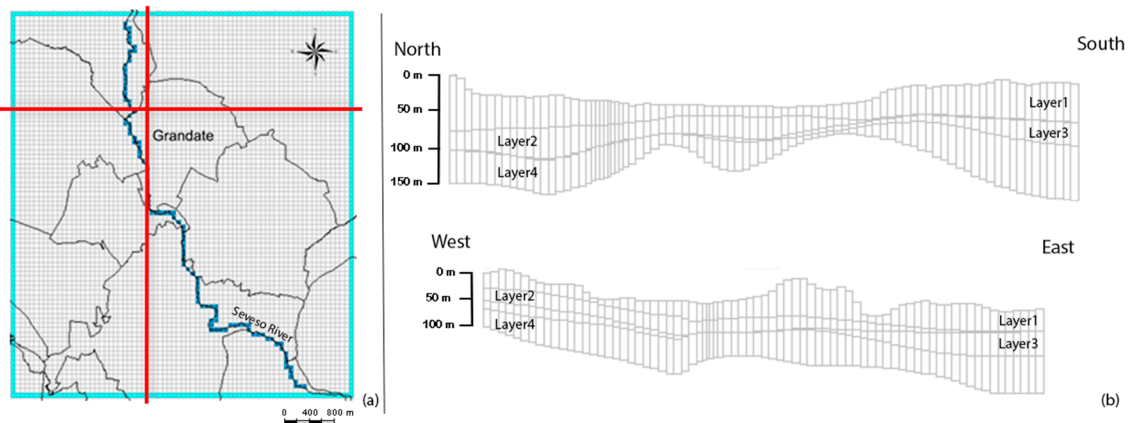 Grandate
Seveso River
0 400 800 m
(a)
North
South
0 m
50 m
100 m
150 m
Layer1
Layer2
Layer3
Layer4
West
East
0 m
50 m
100 m
Layer2
Layer1
Layer4
Layer3
(b)